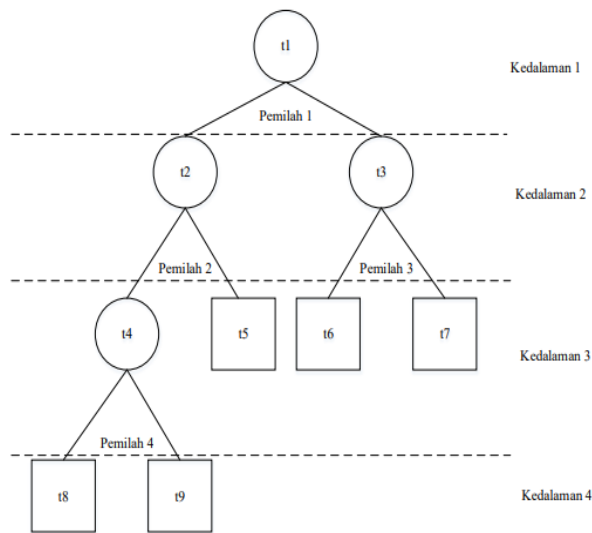 t1
Kedalaman 1
Pemilah 1
t2
t3
Kedalaman 2
Pemilah 2
Pemilah 3
t4
t5
t6
t7
Kedalaman 3
Pemilah 4
t8
t9
Kedalaman 4